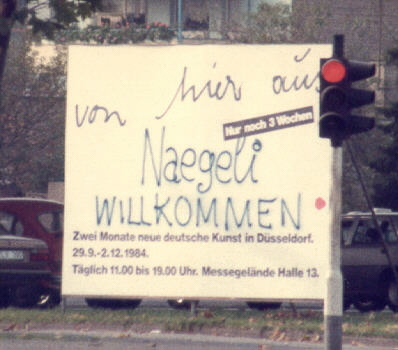 von hier aus
Nur noch 3 Wochen
Naegeli
WILLKOMMEN
Zwei Monate neue deutsche Kunst in Düsseldorf.
29.9.-2.12.1984.
Täglich 11.00 bis 19.00 Uhr. Messegelände Halle 13.